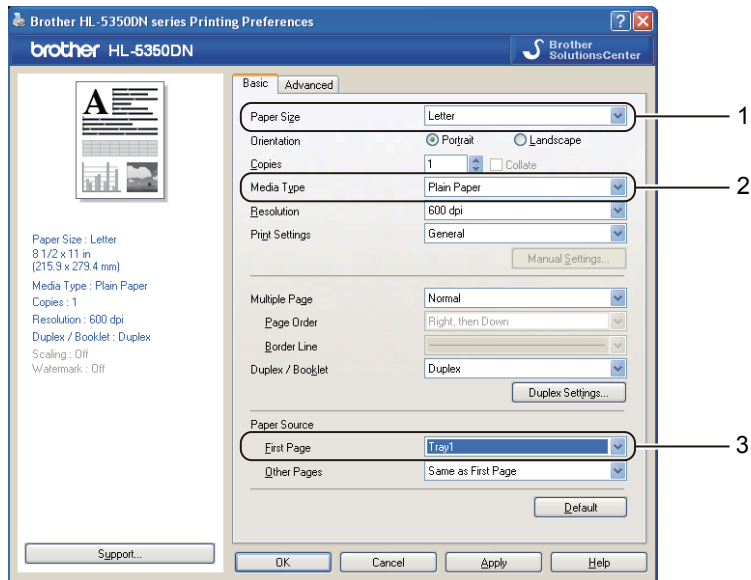 Brother HL-5350DN series Printing Preferences
brother HL-5350DN
Brother SolutionsCenter
A
Paper Size : Letter
8 1/2 x 11 in
(215.9 x 279.4 mm)
Media Type : Plain Paper
Copies : 1
Resolution : 600 dpi
Duplex / Booklet : Duplex
Scaling : Off
Watermark : Off
Support...
Basic Advanced
Paper Size Letter 1
Orientation Portrait Landscape
Copies 1 Collate
Media Type Plain Paper 2
Resolution 600 dpi
Print Settings General
Manual Settings...
Multiple Page Normal
Page Order Right, then Down
Border Line
Duplex / Booklet Duplex
Duplex Settings...
Paper Source
First Page Tray1 3
Other Pages Same as First Page
Default
OK Cancel Apply Help